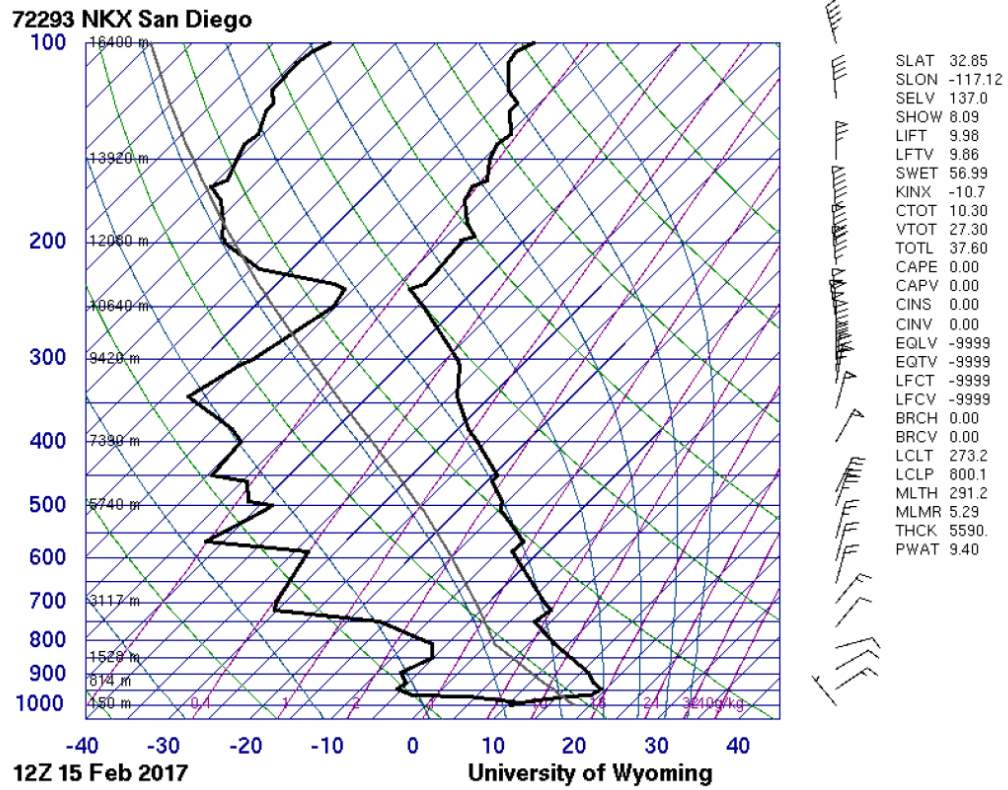 72293 NKX San Diego
100 16400 m
13920 m
200 12080 m
10640 m
300 9420 m
400 7390 m
500 5740 m
600
700 3117 m
800
1528 m
900
814 m
1000 150 m 0.4 1 2 4 7 10 16 24 32 40g/kg
-40 -30 -20 -10 0 10 20 30 40
12Z 15 Feb 2017 University of Wyoming
SLAT 32.85
SLON -117.12
SELV 137.0
SHOW 8.09
LIFT 9.98
LFTV 9.86
SWET 56.99
KINX -10.7
CTOT 10.30
VTOT 27.30
TOTL 37.60
CAPE 0.00
CAPV 0.00
CINS 0.00
CINV 0.00
EQLV -9999
EQTV -9999
LFCT -9999
LFCV -9999
BRCH 0.00
BRCV 0.00
LCLT 273.2
LCLP 800.1
MLTH 291.2
MLMR 5.29
THCK 5590.
PWAT 9.40